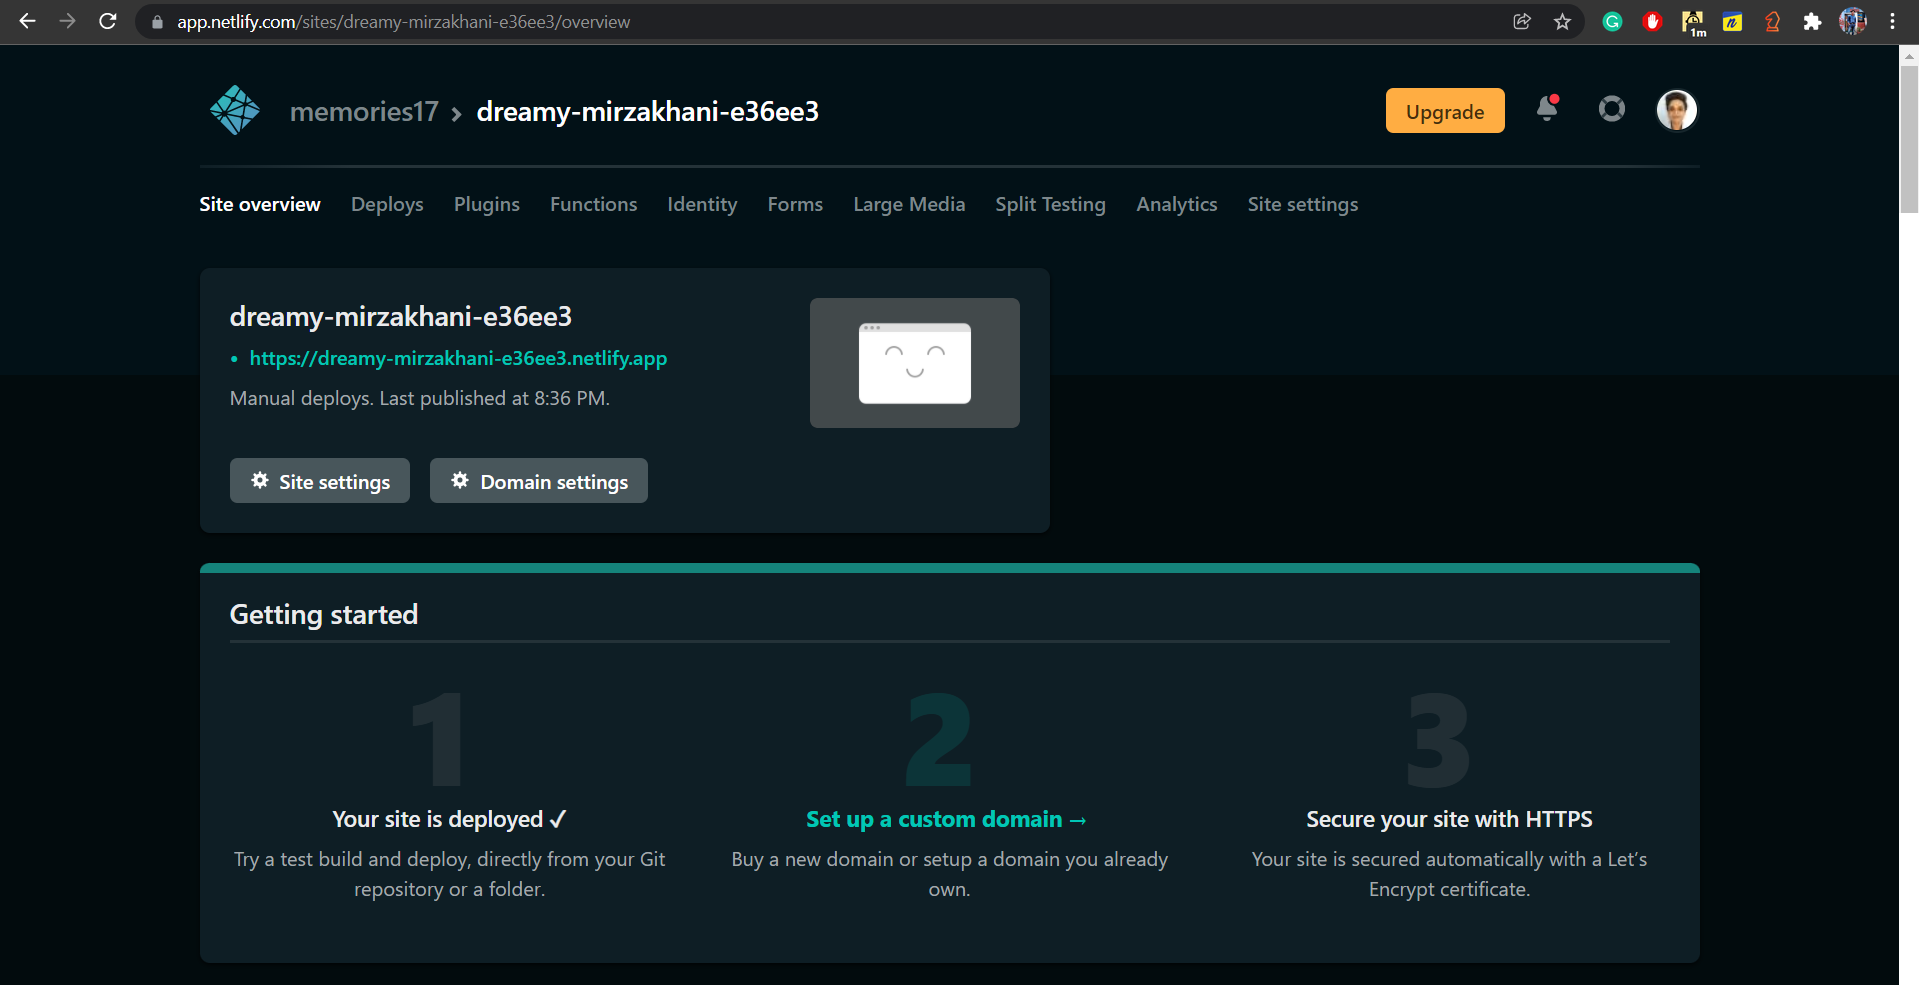 app.netlify.com/sites/dreamy-mirzakhani-e36ee3/overview
1m
memories17 > dreamy-mirzakhani-e36ee3
Upgrade
Site overview Deploys Plugins Functions Identity Forms Large Media Split Testing Analytics Site settings
dreamy-mirzakhani-e36ee3
• https://dreamy-mirzakhani-e36ee3.netlify.app
Manual deploys. Last published at 8:36 PM.
Site settings Domain settings
Getting started
1
Your site is deployed ✓
Try a test build and deploy, directly from your Git
repository or a folder.
2
Set up a custom domain →
Buy a new domain or setup a domain you already
own.
3
Secure your site with HTTPS
Your site is secured automatically with a Let’s
Encrypt certificate.